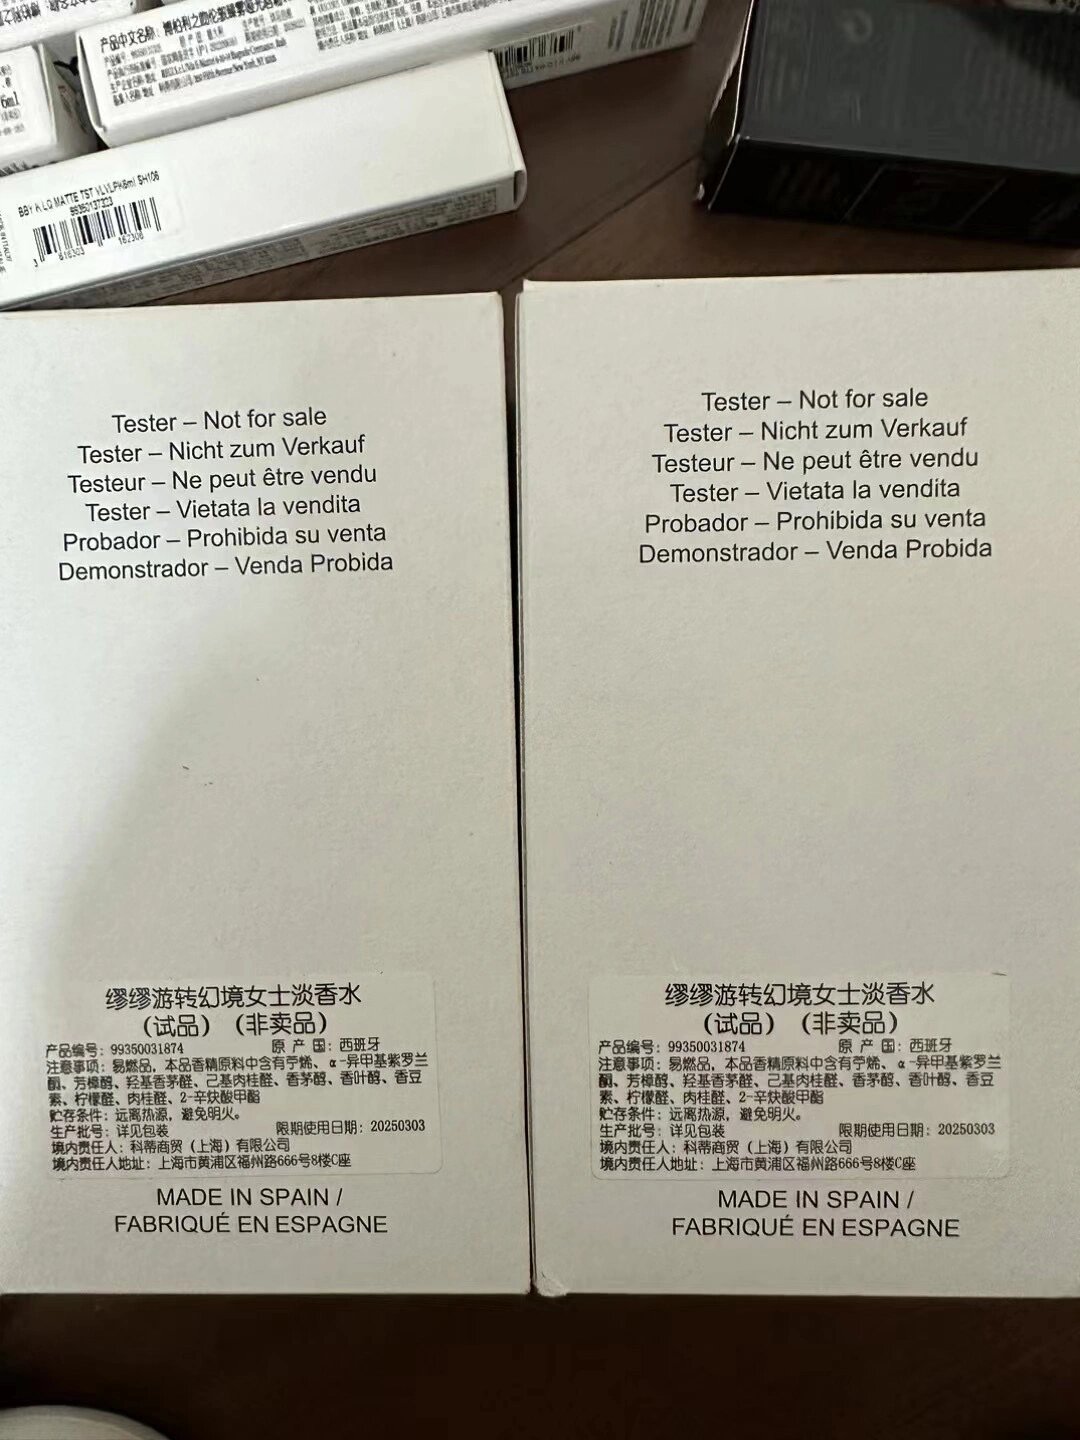 产品中文名称:
BBY K LQ MATTE TST VLVLPK6ml SH106
99350137323
3 616303 162306
6ml
Tester – Not for sale
Tester – Nicht zum Verkauf
Testeur – Ne peut être vendu
Tester – Vietata la vendita
Probador – Prohibida su venta
Demonstrador – Venda Probida
缪缪游转幻境女士淡香水
（试品）（非卖品）
产品编号: 99350031874 原 产 国: 西班牙
注意事项: 易燃品, 本品香精原料中含有苧烯、α-异甲基紫罗兰
酮、芳樟醇、羟基香茅醛、己基肉桂醛、香茅醇、香叶醇、香豆
素、柠檬醛、肉桂醛、2-辛炔酸甲酯
贮存条件: 远离热源, 避免明火。
生产批号: 详见包装 限期使用日期: 20250303
境内责任人: 科蒂商贸（上海）有限公司
境内责任人地址: 上海市黄浦区福州路666号8楼C座
MADE IN SPAIN /
FABRIQUÉ EN ESPAGNE
Tester – Not for sale
Tester – Nicht zum Verkauf
Testeur – Ne peut être vendu
Tester – Vietata la vendita
Probador – Prohibida su venta
Demonstrador – Venda Probida
缪缪游转幻境女士淡香水
（试品）（非卖品）
产品编号: 99350031874 原 产 国: 西班牙
注意事项: 易燃品, 本品香精原料中含有苧烯、α-异甲基紫罗兰
酮、芳樟醇、羟基香茅醛、己基肉桂醛、香茅醇、香叶醇、香豆
素、柠檬醛、肉桂醛、2-辛炔酸甲酯
贮存条件: 远离热源, 避免明火。
生产批号: 详见包装 限期使用日期: 20250303
境内责任人: 科蒂商贸（上海）有限公司
境内责任人地址: 上海市黄浦区福州路666号8楼C座
MADE IN SPAIN /
FABRIQUÉ EN ESPAGNE